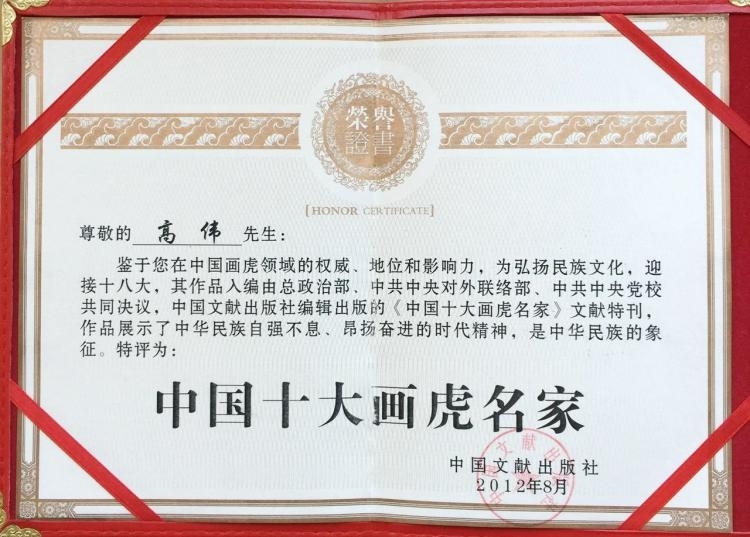 榮譽
證書
[HONOR CERTIFICATE]
尊敬的 高 伟 先生：
鉴于您在中国画虎领域的权威、地位和影响力，为弘扬民族文化，迎
接十八大，其作品入编由总政治部、中共中央对外联络部、中共中央党校
共同决议，中国文献出版社编辑出版的《中国十大画虎名家》文献特刊，
作品展示了中华民族自强不息、昂扬奋进的时代精神，是中华民族的象
征。特评为：
中国十大画虎名家
中国文献出版社
2012年8月
中国文献出版社